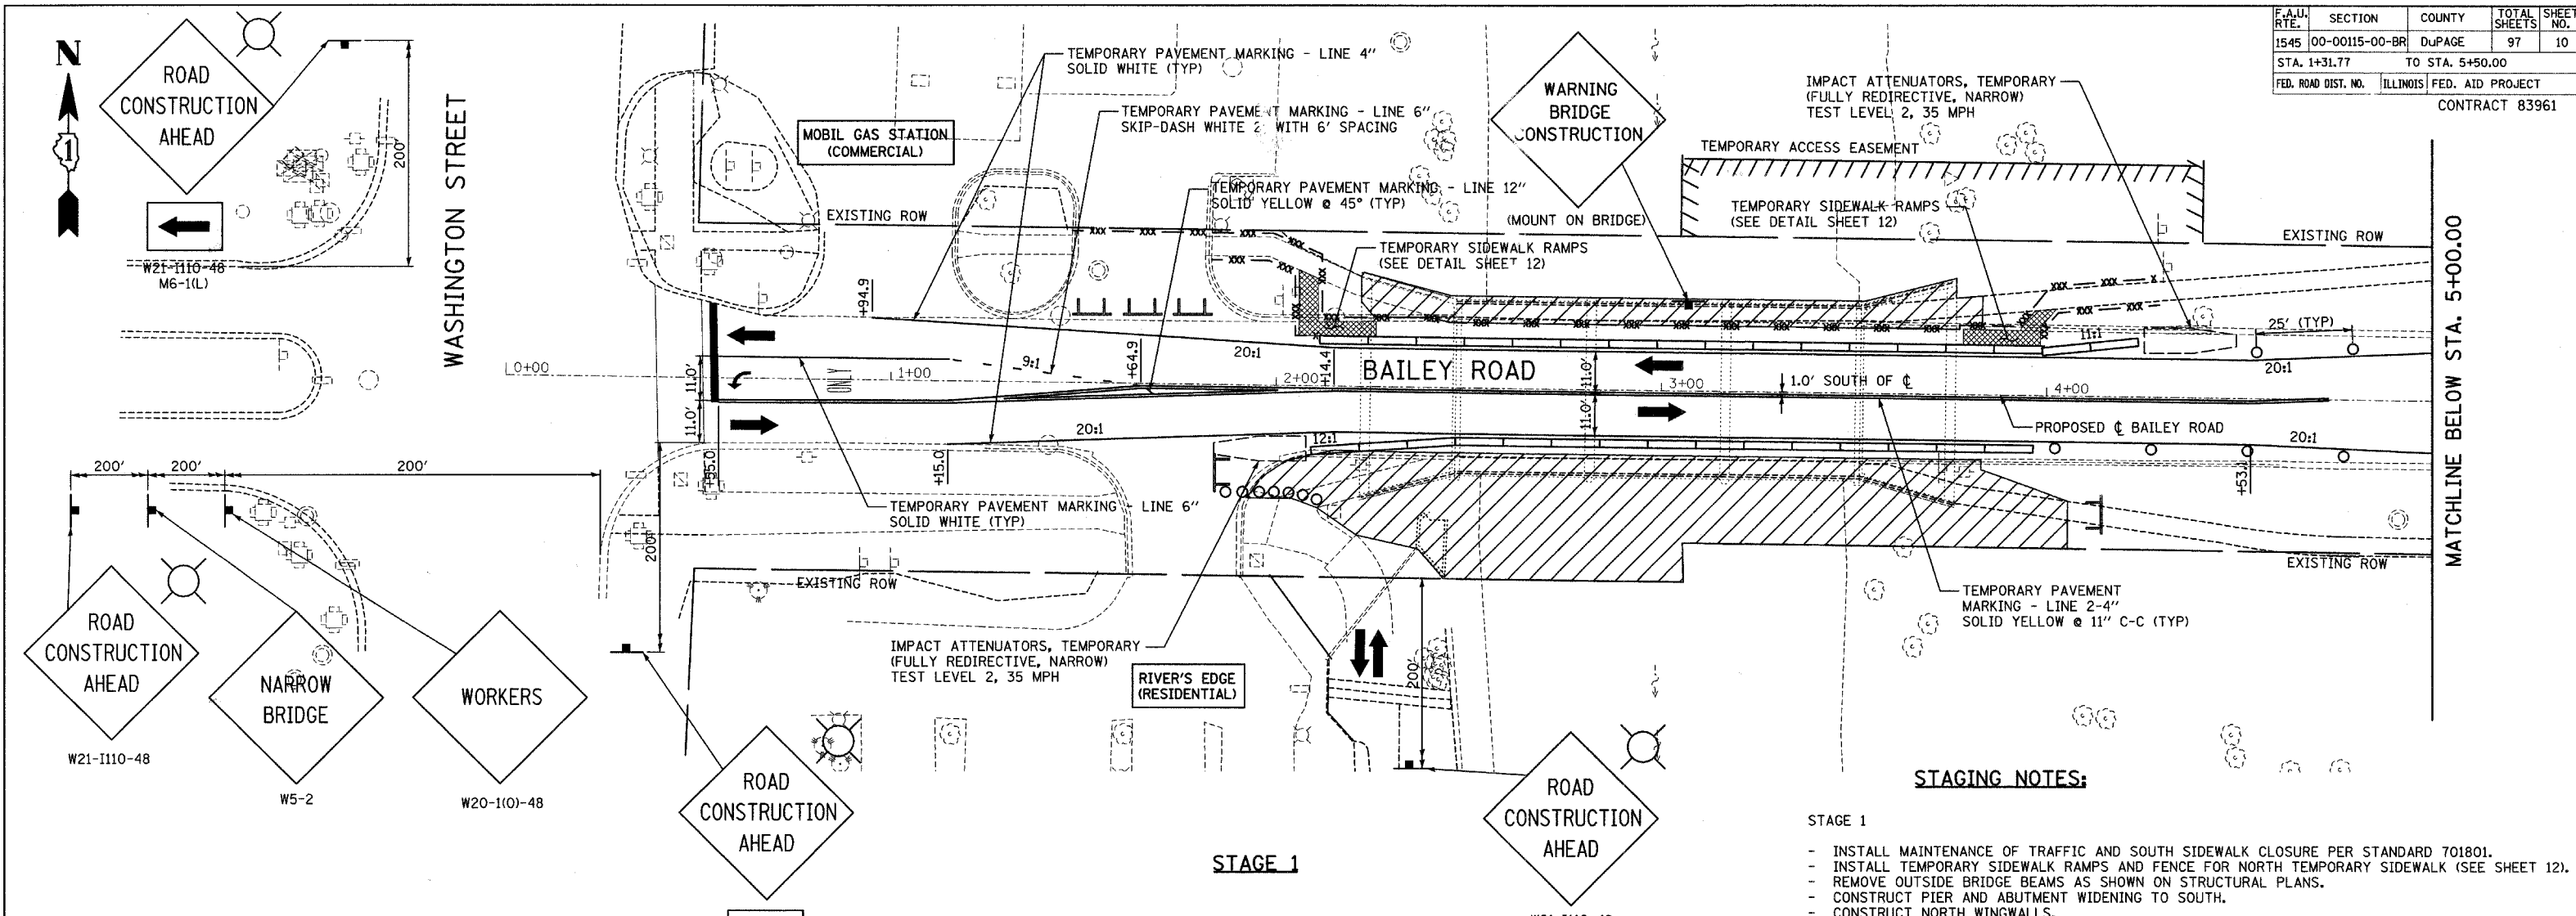 F.A.U. RTE. SECTION COUNTY TOTAL SHEETS SHEET NO.
1545 00-00115-00-BR DuPAGE 97 10
STA. 1+31.77 TO STA. 5+50.00
FED. ROAD DIST. NO. ILLINOIS FED. AID PROJECT
CONTRACT 83961
N
1
ROAD
CONSTRUCTION
AHEAD
200'
W21-I110-48
M6-1(L)
WASHINGTON STREET
TEMPORARY PAVEMENT MARKING - LINE 4"
SOLID WHITE (TYP)
TEMPORARY PAVEMENT MARKING - LINE 6"
SKIP-DASH WHITE 2' WITH 6' SPACING
MOBIL GAS STATION
(COMMERCIAL)
TEMPORARY PAVEMENT MARKING - LINE 12"
SOLID YELLOW @ 45° (TYP)
EXISTING ROW
WARNING
BRIDGE
CONSTRUCTION
(MOUNT ON BRIDGE)
TEMPORARY SIDEWALK RAMPS
(SEE DETAIL SHEET 12)
IMPACT ATTENUATORS, TEMPORARY
(FULLY REDIRECTIVE, NARROW)
TEST LEVEL 2, 35 MPH
TEMPORARY ACCESS EASEMENT
TEMPORARY SIDEWALK RAMPS
(SEE DETAIL SHEET 12)
EXISTING ROW
MATCHLINE BELOW STA. 5+00.00
+94.9
25' (TYP)
11:1
20:1
20:1
+64.9
+14.4
9:1
0+00
1+00
2+00
3+00
4+00
ONLY
BAILEY ROAD
11.0'
11.0'
11.0'
11.0'
1.0' SOUTH OF ℄
PROPOSED ℄ BAILEY ROAD
20:1
12:1
20:1
+35.0
+15.0
TEMPORARY PAVEMENT MARKING - LINE 6"
SOLID WHITE (TYP)
200' 200' 200'
200'
EXISTING ROW
EXISTING ROW
TEMPORARY PAVEMENT
MARKING - LINE 2-4"
SOLID YELLOW @ 11" C-C (TYP)
IMPACT ATTENUATORS, TEMPORARY
(FULLY REDIRECTIVE, NARROW)
TEST LEVEL 2, 35 MPH
RIVER'S EDGE
(RESIDENTIAL)
200'
ROAD
CONSTRUCTION
AHEAD
W21-I110-48
NARROW
BRIDGE
W5-2
WORKERS
W20-1(O)-48
ROAD
CONSTRUCTION
AHEAD
ROAD
CONSTRUCTION
AHEAD
STAGE 1
STAGING NOTES:
STAGE 1
- INSTALL MAINTENANCE OF TRAFFIC AND SOUTH SIDEWALK CLOSURE PER STANDARD 701801.
- INSTALL TEMPORARY SIDEWALK RAMPS AND FENCE FOR NORTH TEMPORARY SIDEWALK (SEE SHEET 12).
- REMOVE OUTSIDE BRIDGE BEAMS AS SHOWN ON STRUCTURAL PLANS.
- CONSTRUCT PIER AND ABUTMENT WIDENING TO SOUTH.
- CONSTRUCT NORTH WINGWALLS.